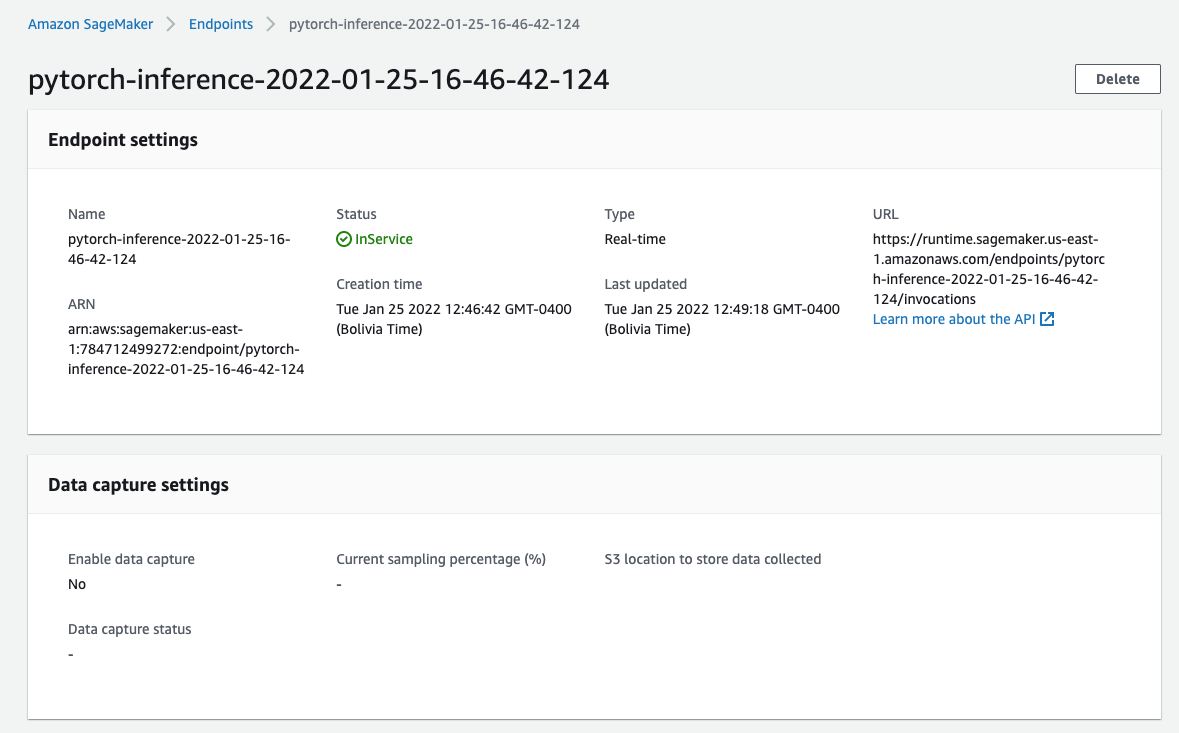 Amazon SageMaker > Endpoints > pytorch-inference-2022-01-25-16-46-42-124
pytorch-inference-2022-01-25-16-46-42-124
Delete
Endpoint settings
Name
pytorch-inference-2022-01-25-16-
46-42-124
ARN
arn:aws:sagemaker:us-east-
1:784712499272:endpoint/pytorch-
inference-2022-01-25-16-46-42-124
Status
InService
Creation time
Tue Jan 25 2022 12:46:42 GMT-0400
(Bolivia Time)
Type
Real-time
Last updated
Tue Jan 25 2022 12:49:18 GMT-0400
(Bolivia Time)
URL
https://runtime.sagemaker.us-east-
1.amazonaws.com/endpoints/pytorc
h-inference-2022-01-25-16-46-42-
124/invocations
Learn more about the API
Data capture settings
Enable data capture
No
Data capture status
-
Current sampling percentage (%)
-
S3 location to store data collected